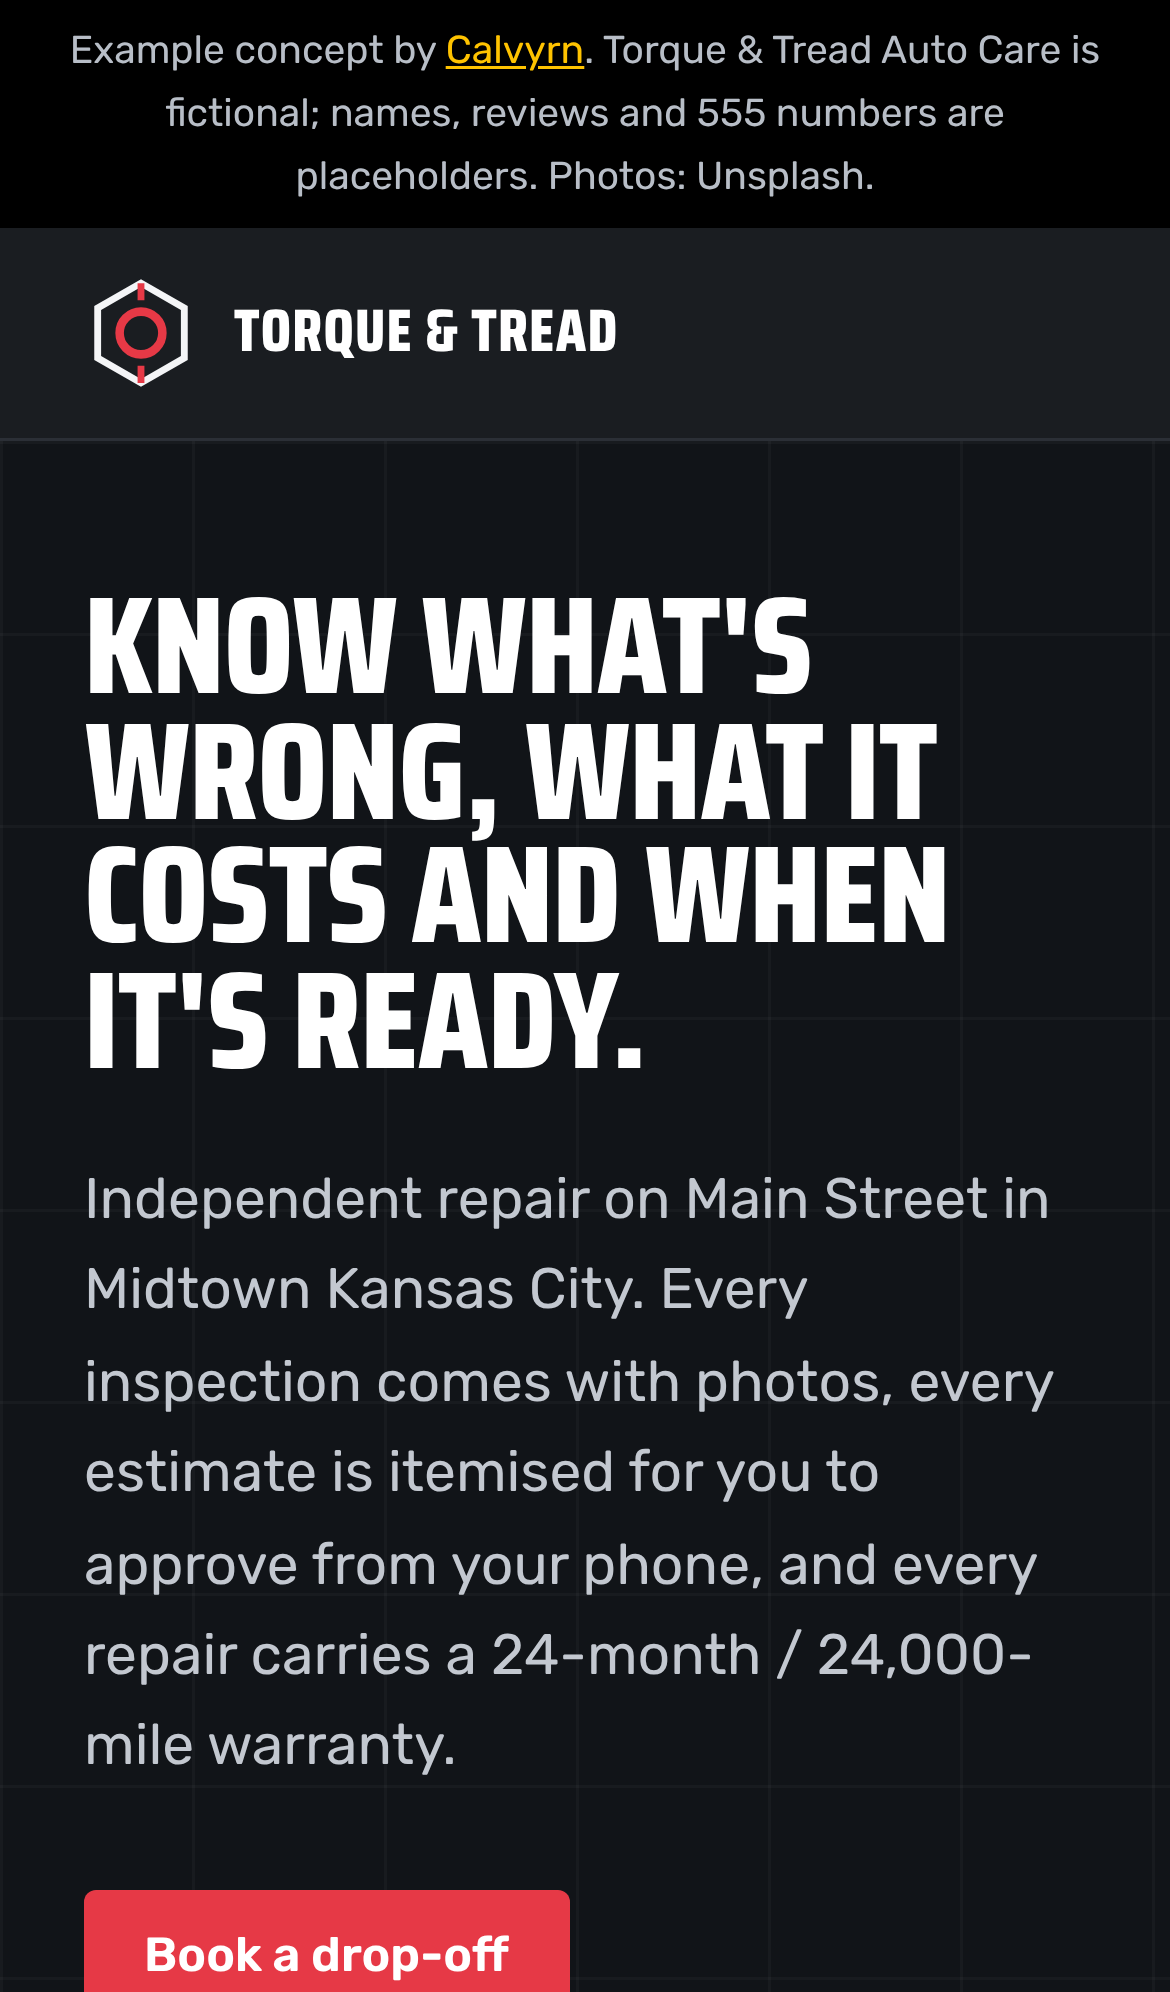 Example concept by Calvyrn. Torque & Tread Auto Care is
fictional; names, reviews and 555 numbers are
placeholders. Photos: Unsplash.
TORQUE & TREAD
KNOW WHAT'S
WRONG, WHAT IT
COSTS AND WHEN
IT'S READY.
Independent repair on Main Street in
Midtown Kansas City. Every
inspection comes with photos, every
estimate is itemised for you to
approve from your phone, and every
repair carries a 24-month / 24,000-
mile warranty.
Book a drop-off